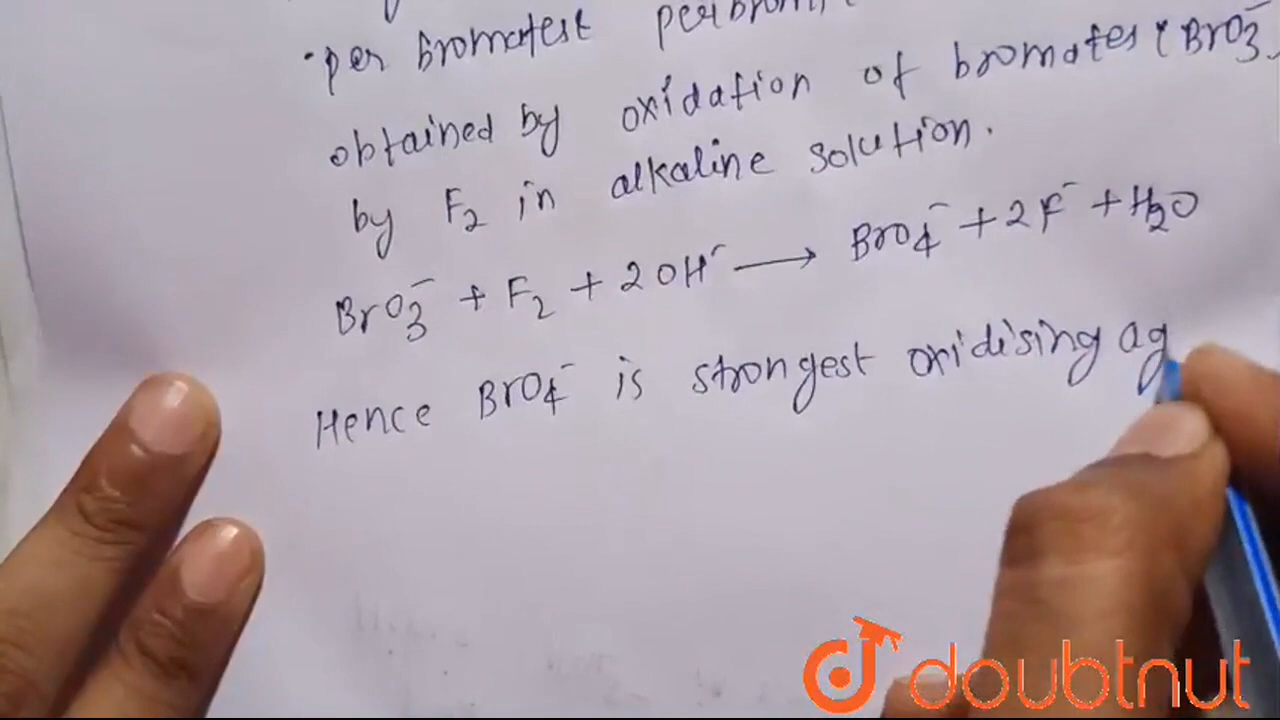 per bromatest perbrom
obtained by oxidation of bromates (BrO3-)
by F2 in alkaline solution.
BrO3- + F2 + 2OH- → BrO4- + 2F- + H2O
Hence BrO4- is strongest oxidising ag
doubtnut